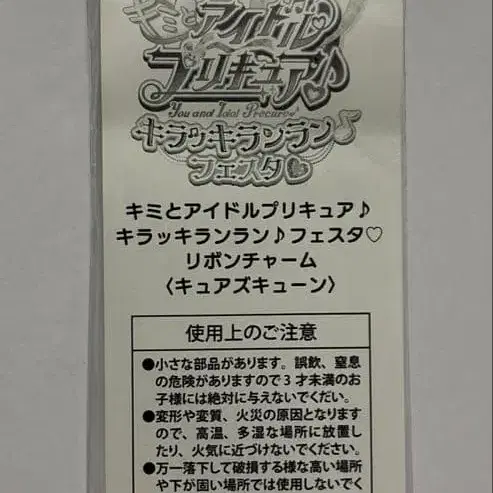 キミとアイドル
プリキュア♪
You and Idol Precure♪
キラッキランラン♪
フェスタ
キミとアイドルプリキュア♪
キラッキランラン♪フェスタ♡
リボンチャーム
〈キュアズキューン〉
使用上のご注意
●小さな部品があります。誤飲、窒息
の危険がありますので3才未満のお
子様には絶対に与えないでください。
●変形や変質、火災の原因となります
ので、高温、多湿な場所に放置し
たり、火気に近づけないでください。
●万一落下して破損する様な高い場所
や下が固い場所では使用しないでく